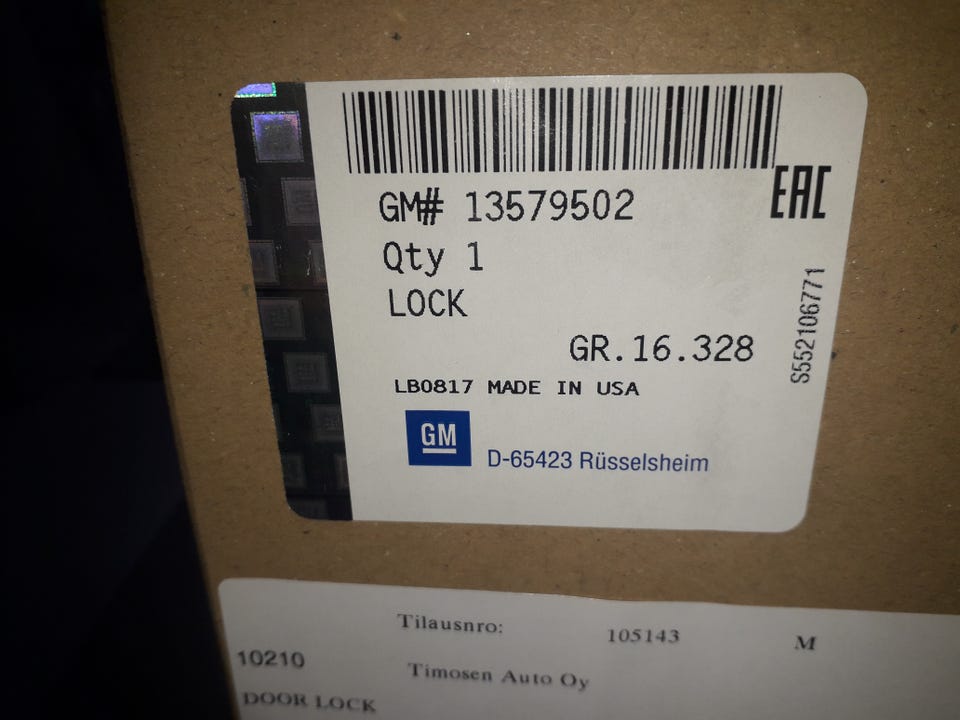 GM# 13579502
EAC
Qty 1
LOCK
S552106771
GR.16.328
LB0817 MADE IN USA
GM
D-65423 Rüsselsheim
Tilausnro: 105143 M
10210 Timosen Auto Oy
DOOR LOCK